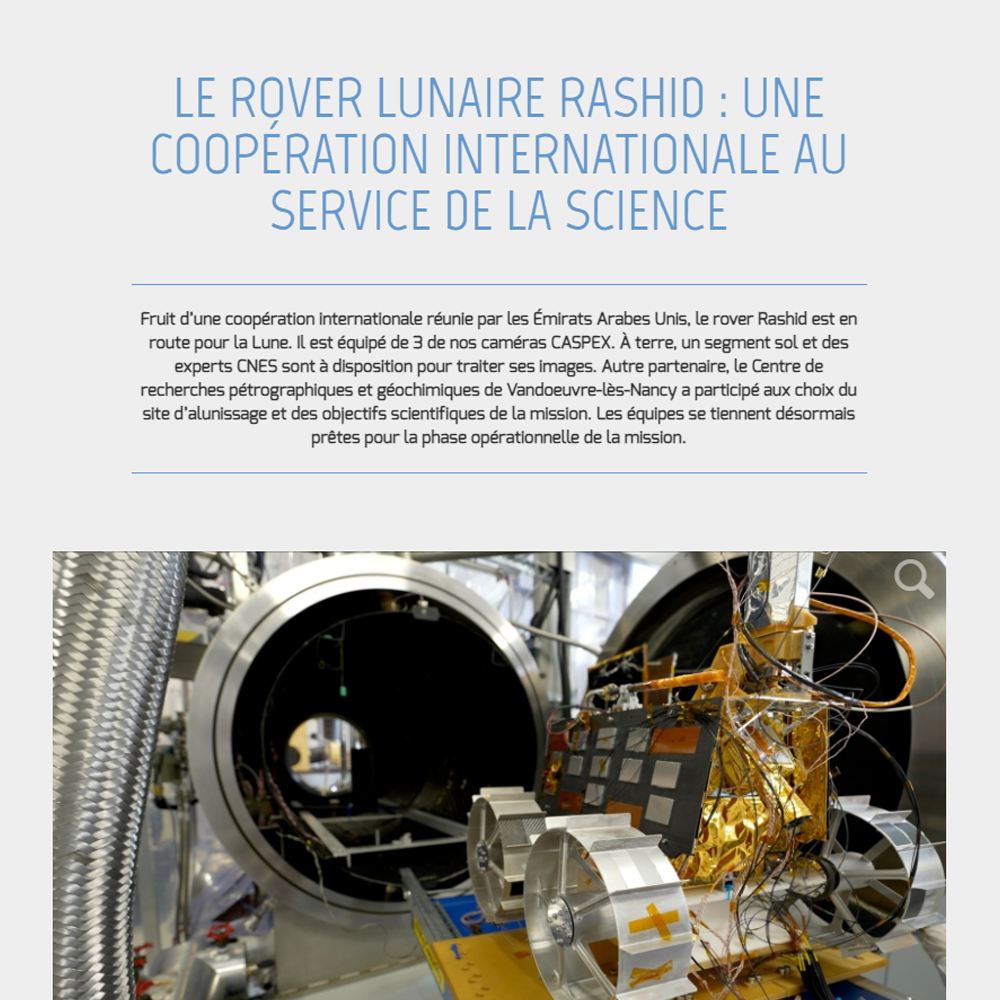 LE ROVER LUNAIRE RASHID : UNE
COOPÉRATION INTERNATIONALE AU
SERVICE DE LA SCIENCE
Fruit d'une coopération internationale réunie par les Émirats Arabes Unis, le rover Rashid est en
route pour la Lune. Il est équipé de 3 de nos caméras CASPEX. À terre, un segment sol et des
experts CNES sont à disposition pour traiter ses images. Autre partenaire, le Centre de
recherches pétrographiques et géochimiques de Vandoeuvre-lès-Nancy a participé aux choix du
site d'alunissage et des objectifs scientifiques de la mission. Les équipes se tiennent désormais
prêtes pour la phase opérationnelle de la mission.